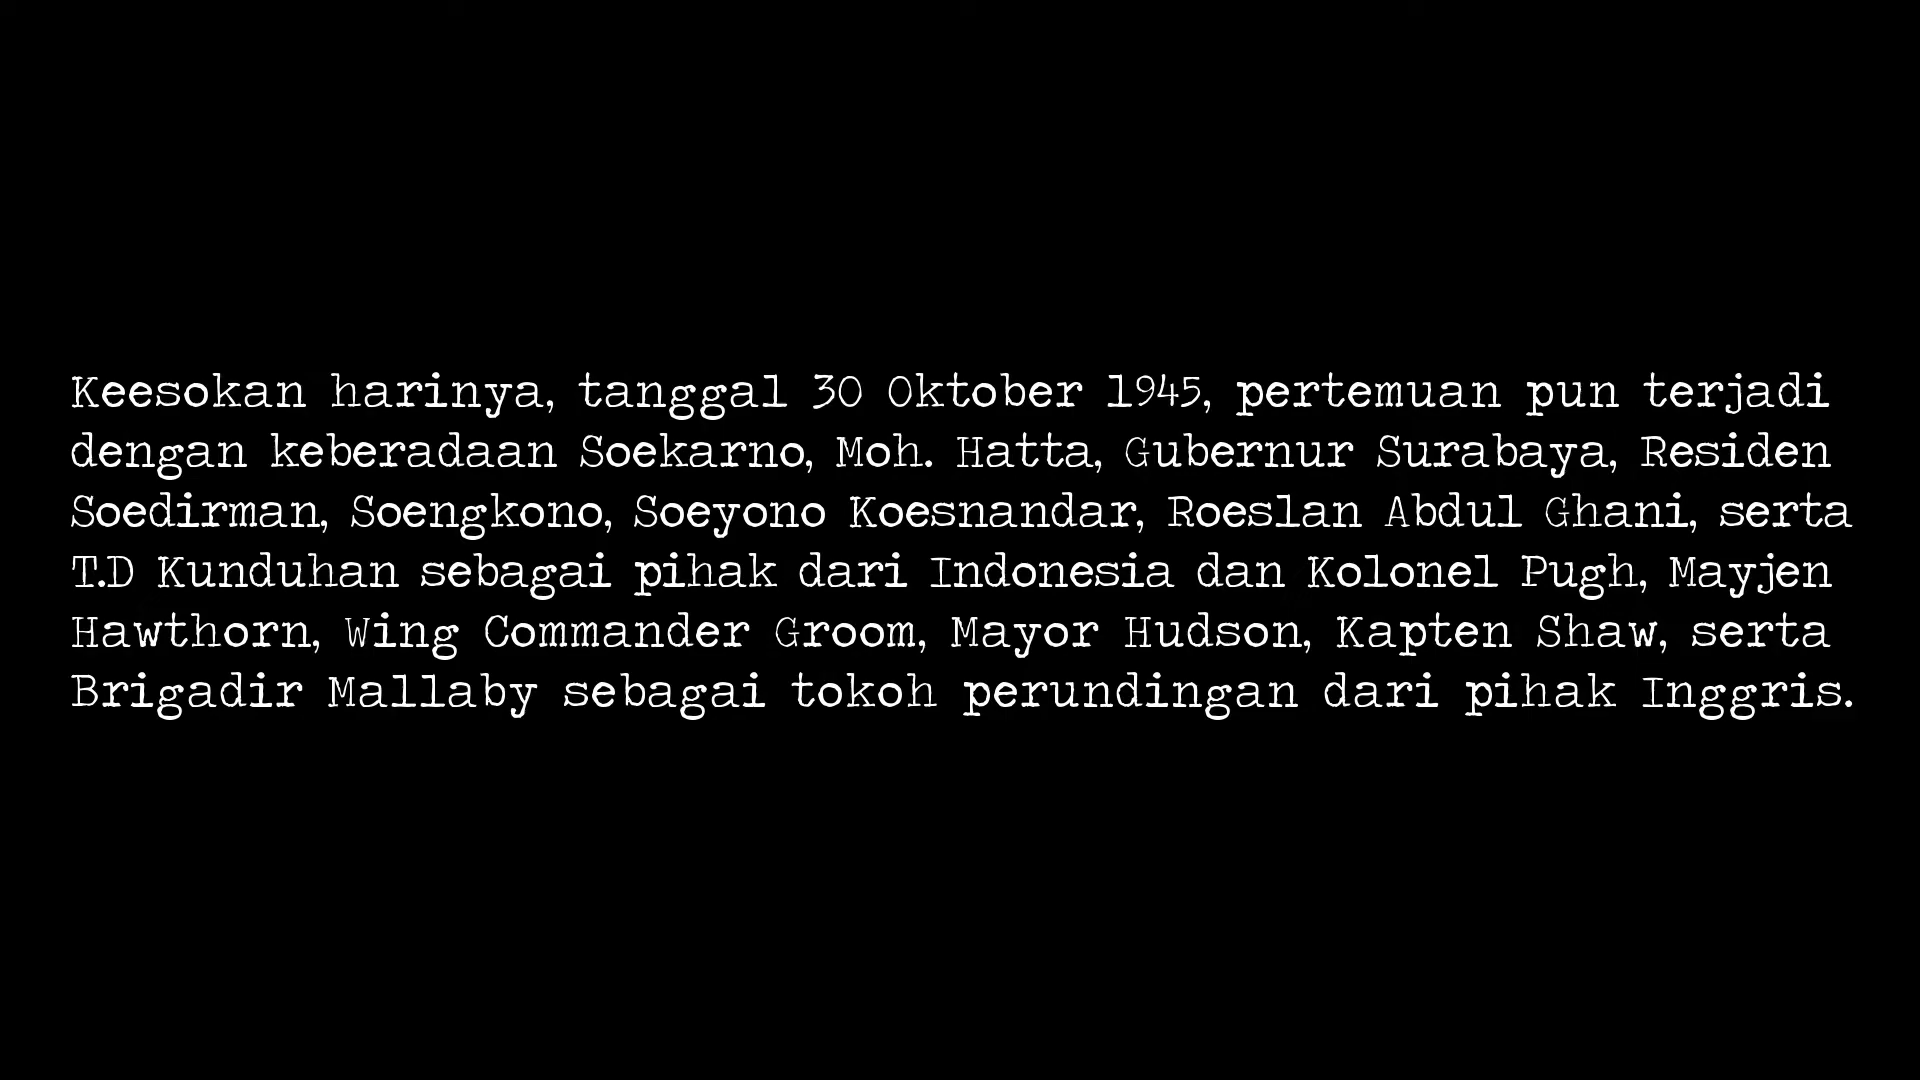 Keesokan harinya, tanggal 30 Oktober 1945, pertemuan pun terjadi
dengan keberadaan Soekarno, Moh. Hatta, Gubernur Surabaya, Residen
Soedirman, Soengkono, Soeyono Koesnandar, Roeslan Abdul Ghani, serta
T.D Kunduhan sebagai pihak dari Indonesia dan Kolonel Pugh, Mayjen
Hawthorn, Wing Commander Groom, Mayor Hudson, Kapten Shaw, serta
Brigadir Mallaby sebagai tokoh perundingan dari pihak Inggris.